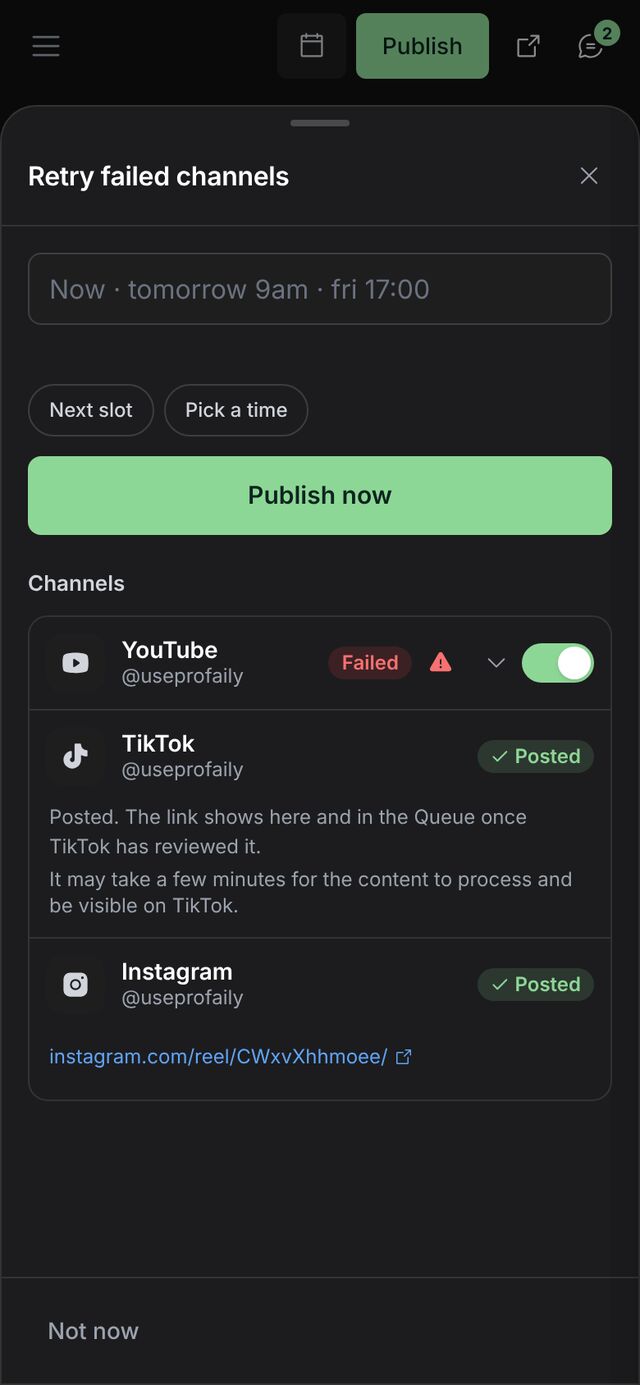 Publish
2
Retry failed channels
Now · tomorrow 9am · fri 17:00
Next slot
Pick a time
Publish now
Channels
YouTube
@useprofaily
Failed
TikTok
@useprofaily
Posted
Posted. The link shows here and in the Queue once
TikTok has reviewed it.
It may take a few minutes for the content to process and
be visible on TikTok.
Instagram
@useprofaily
Posted
instagram.com/reel/CWxvXhhmoee/
Not now